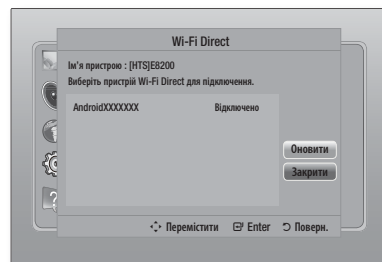 Wi-Fi Direct
Ім'я пристрою : [HTS]E8200
Виберіть пристрій Wi-Fi Direct для підключення.
AndroidXXXXXXX Відключено
Оновити
Закрити
Перемістити Enter Поверн.